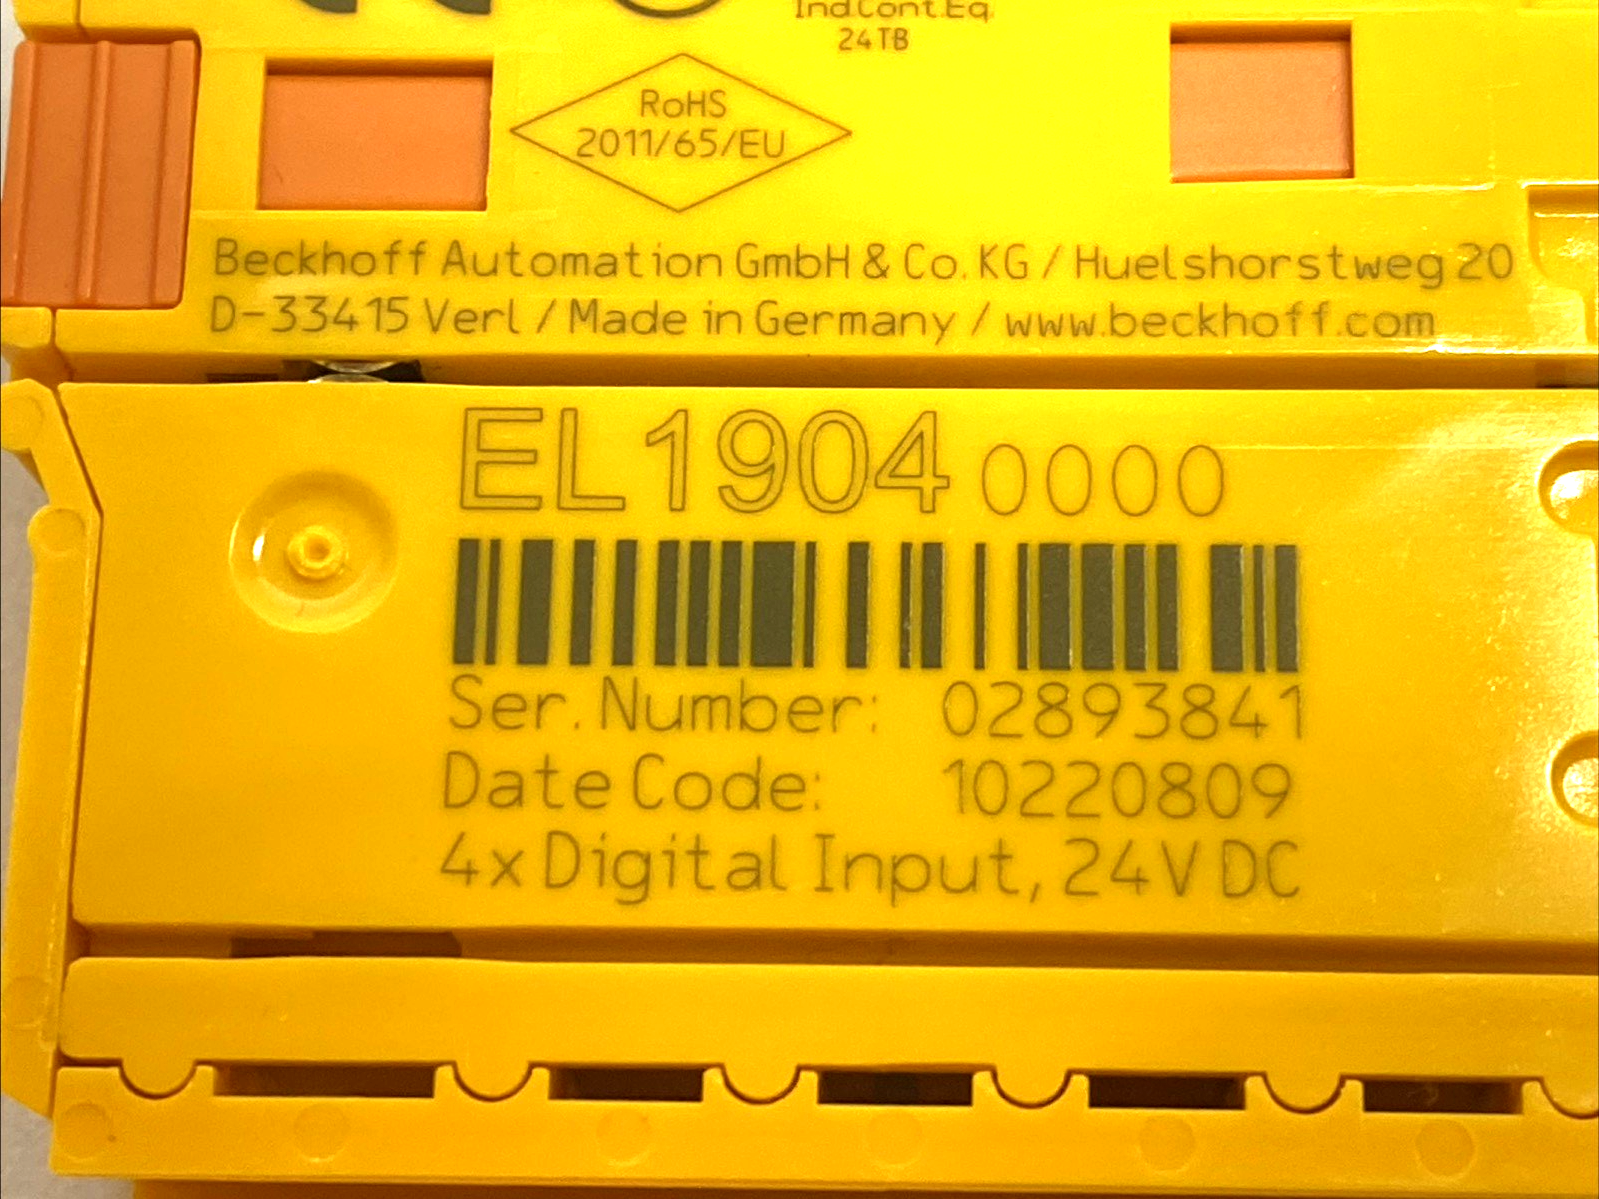 Ind.Cont.Eq.
24TB
RoHS
2011/65/EU
Beckhoff Automation GmbH & Co. KG / Huelshorstweg 20
D-33415 Verl / Made in Germany / www.beckhoff.com
EL1904 0000
Ser. Number: 02893841
Date Code: 10220809
4x Digital Input, 24V DC